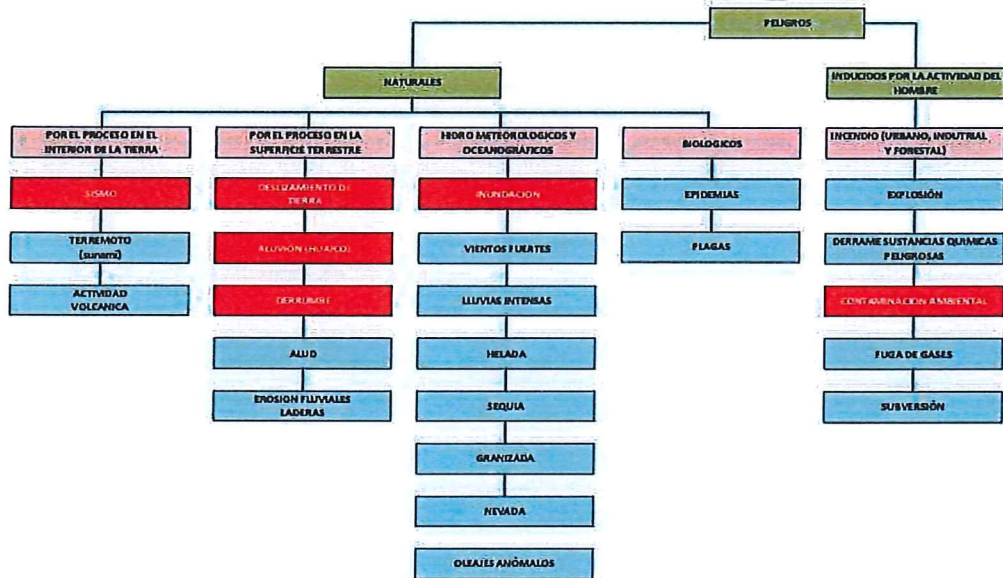 PELIGROS
NATURALES
INDUCIDOS POR LA ACTIVIDAD DEL
HOMBRE
POR EL PROCESO EN EL
INTERIOR DE LA TIERRA
SISMO
TERREMOTO
(sunami)
ACTIVIDAD
VOLCANICA
POR EL PROCESO EN LA
SUPERFICIE TERRESTRE
DESLIZAMIENTO DE
TIERRA
ALUVIÓN (HUAYCO)
DERRUMBE
ALUD
EROSION FLUVIALES
LADERAS
HIDRO METEOROLOGICOS Y
OCEANOGRÁFICOS
INUNDACION
VIENTOS FUERTES
LLUVIAS INTENSAS
HELADA
SEQUIA
GRANIZADA
NEVADA
OLEAJES ANÓMALOS
BIOLOGICOS
EPIDEMIAS
PLAGAS
INCENDIO (URBANO, INDUTRIAL
Y FORESTAL)
EXPLOSIÓN
DERRAME SUSTANCIAS QUIMICAS
PELIGROSAS
CONTAMINACION AMBIENTAL
FUGA DE GASES
SUBVERSIÓN